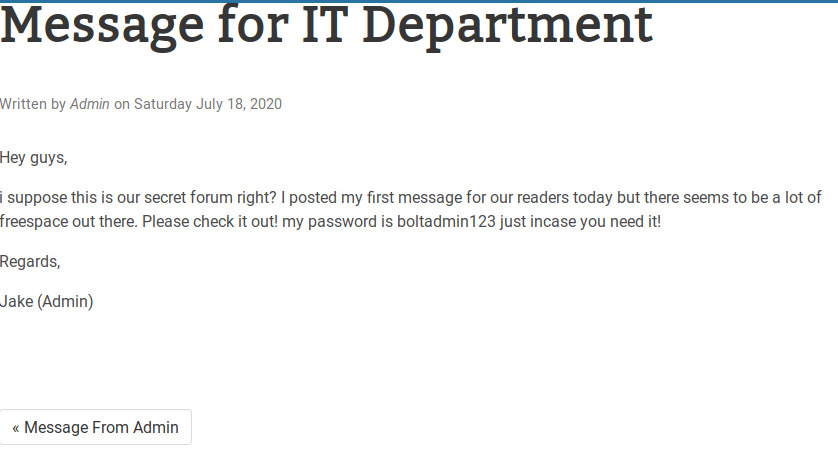 Message for IT Department
Written by Admin on Saturday July 18, 2020
Hey guys,
i suppose this is our secret forum right? I posted my first message for our readers today but there seems to be a lot of
freespace out there. Please check it out! my password is boltadmin123 just incase you need it!
Regards,
Jake (Admin)
« Message From Admin